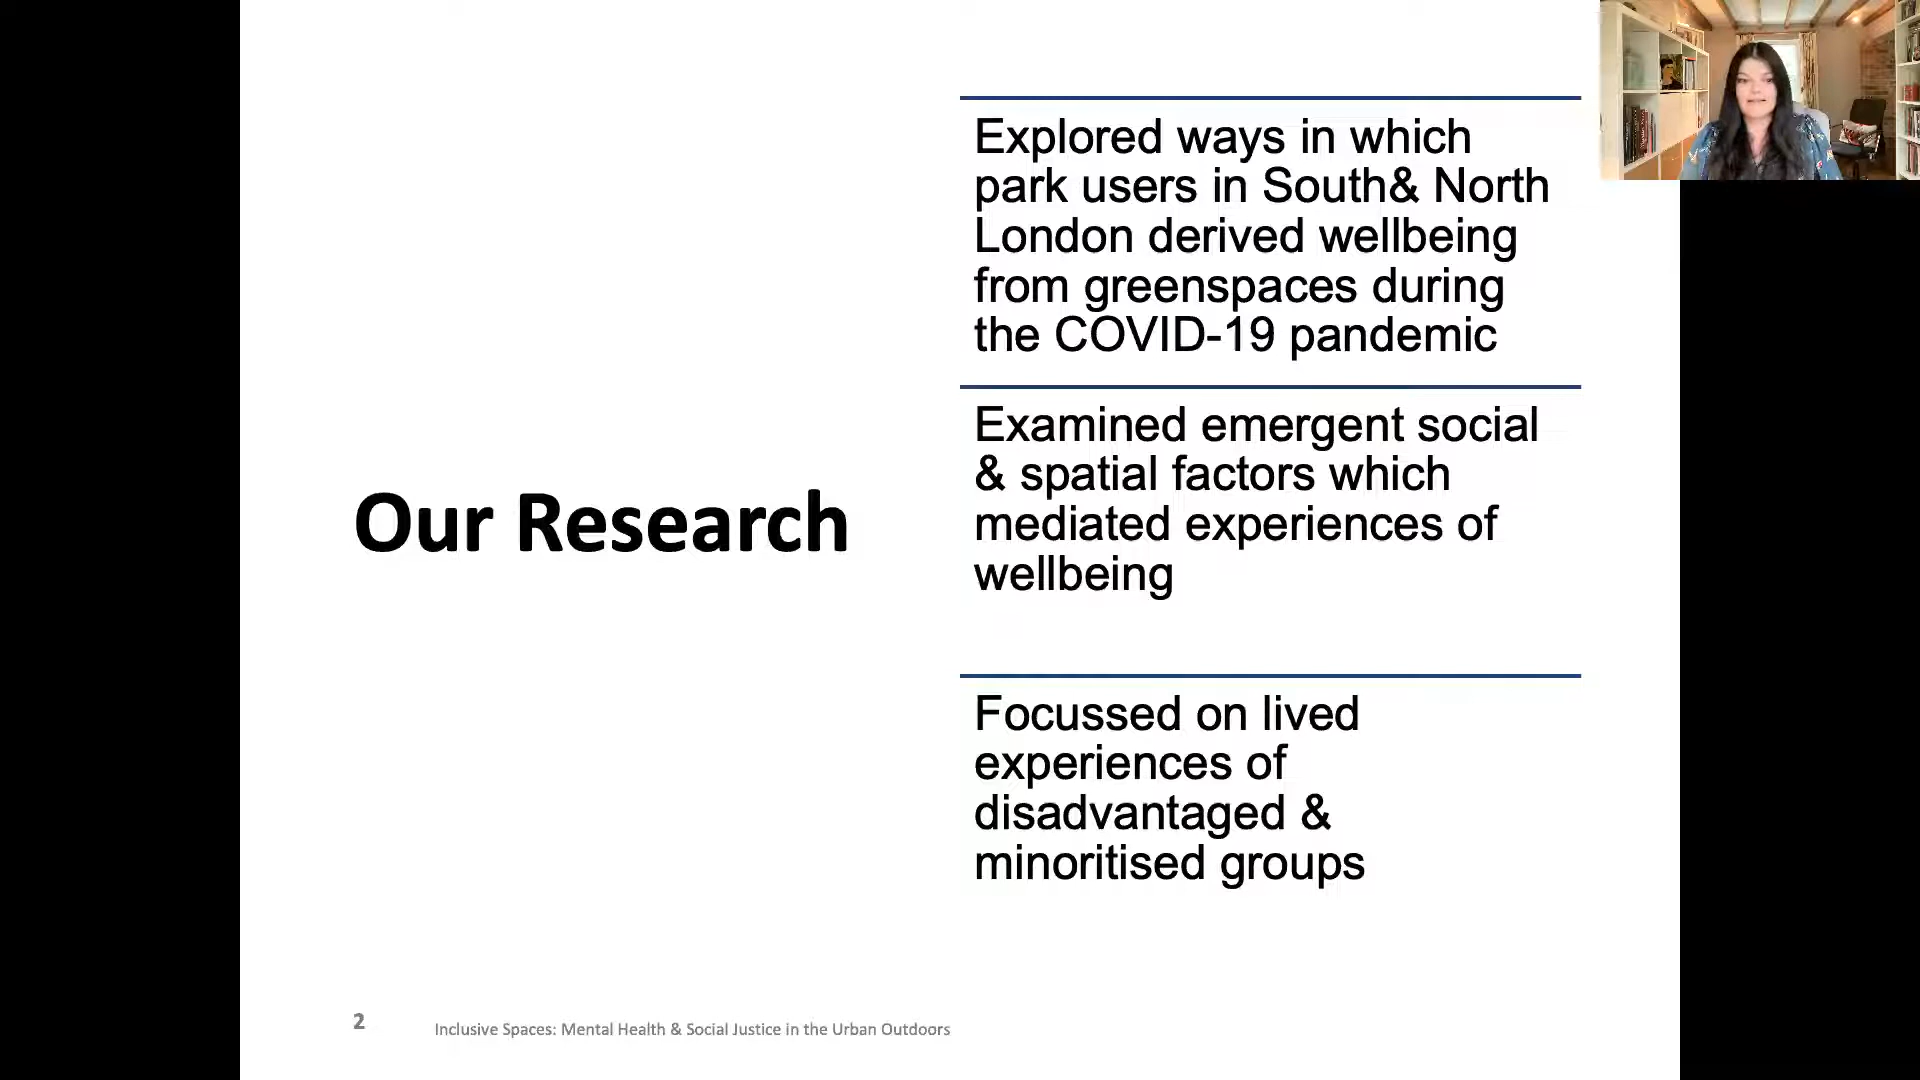 Our Research
Explored ways in which
park users in South& North
London derived wellbeing
from greenspaces during
the COVID-19 pandemic
Examined emergent social
& spatial factors which
mediated experiences of
wellbeing
Focussed on lived
experiences of
disadvantaged &
minoritised groups
2
Inclusive Spaces: Mental Health & Social Justice in the Urban Outdoors